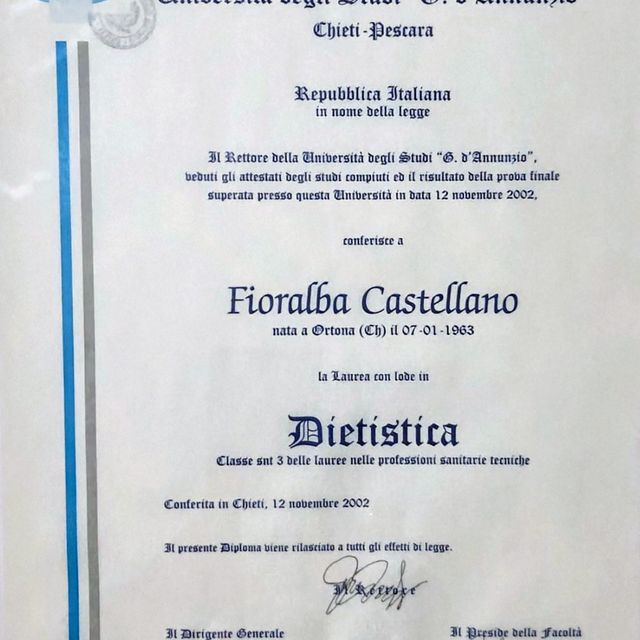 Università degli Studi "G. d'Annunzio"
Chieti-Pescara
Repubblica Italiana
in nome della legge
Il Rettore della Università degli Studi "G. d'Annunzio",
veduti gli attestati degli studi compiuti ed il risultato della prova finale
superata presso questa Università in data 12 novembre 2002,
conferisce a
Fioralba Castellano
nata a Ortona (Ch) il 07-01-1963
la Laurea con lode in
Dietistica
Classe snt 3 delle lauree nelle professioni sanitarie tecniche
Conferita in Chieti, 12 novembre 2002
Il presente Diploma viene rilasciato a tutti gli effetti di legge.
Il Rettore
Il Dirigente Generale
Il Preside della Facoltà